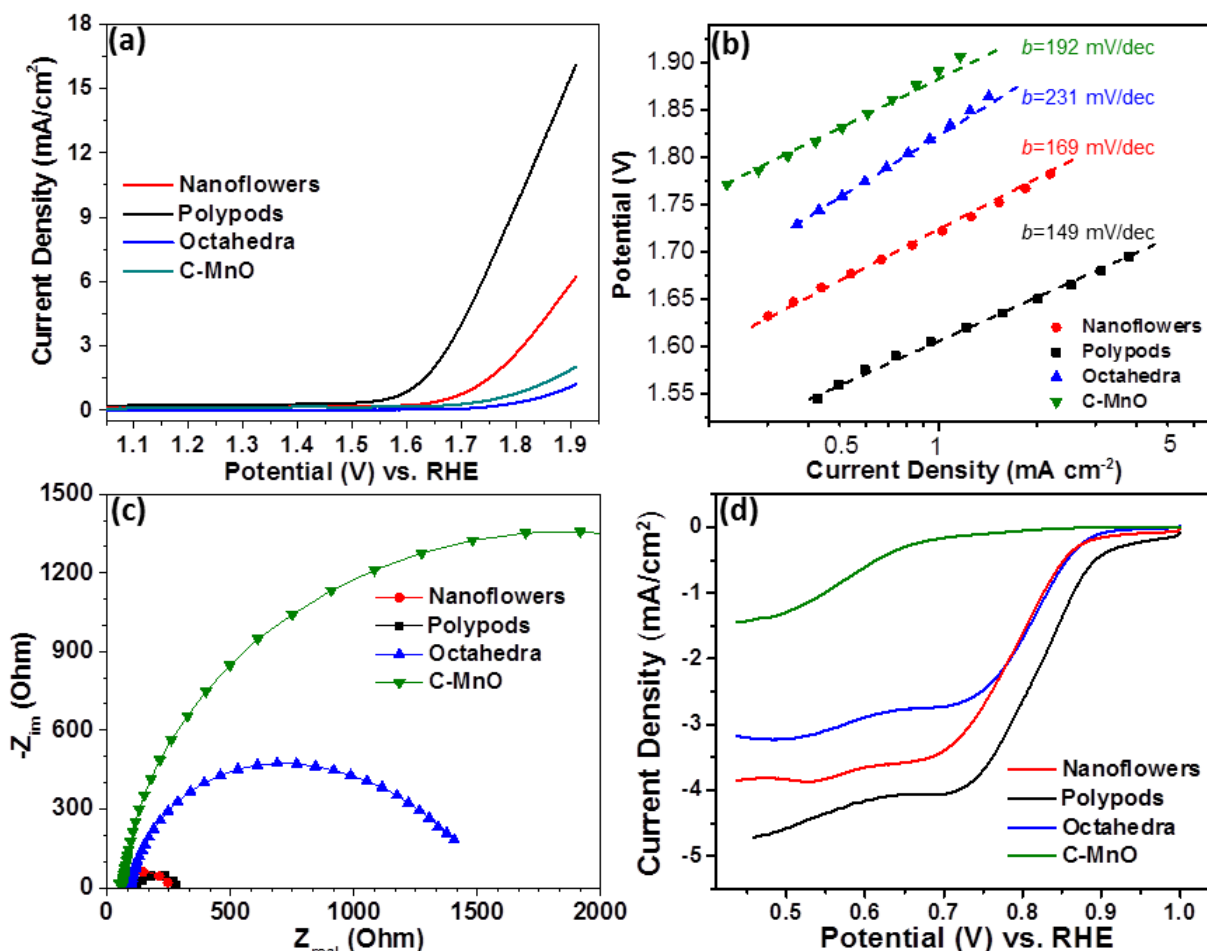 (a)
18
15
12
9
6
3
0
Current Density (mA/cm²)
Nanoflowers
Polypods
Octahedra
C-MnO
1.1 1.2 1.3 1.4 1.5 1.6 1.7 1.8 1.9
Potential (V) vs. RHE
(b)
1.90
1.85
1.80
1.75
1.70
1.65
1.60
1.55
Potential (V)
b=192 mV/dec
b=231 mV/dec
b=169 mV/dec
b=149 mV/dec
Nanoflowers
Polypods
Octahedra
C-MnO
0.5 1 5
Current Density (mA cm⁻²)
(c)
1500
1200
900
600
300
0
-Z_im (Ohm)
Nanoflowers
Polypods
Octahedra
C-MnO
0 500 1000 1500 2000
(Ohm)
(d)
0
-1
-2
-3
-4
-5
Current Density (mA/cm²)
Nanoflowers
Polypods
Octahedra
C-MnO
0.5 0.6 0.7 0.8 0.9 1.0
Potential (V) vs. RHE